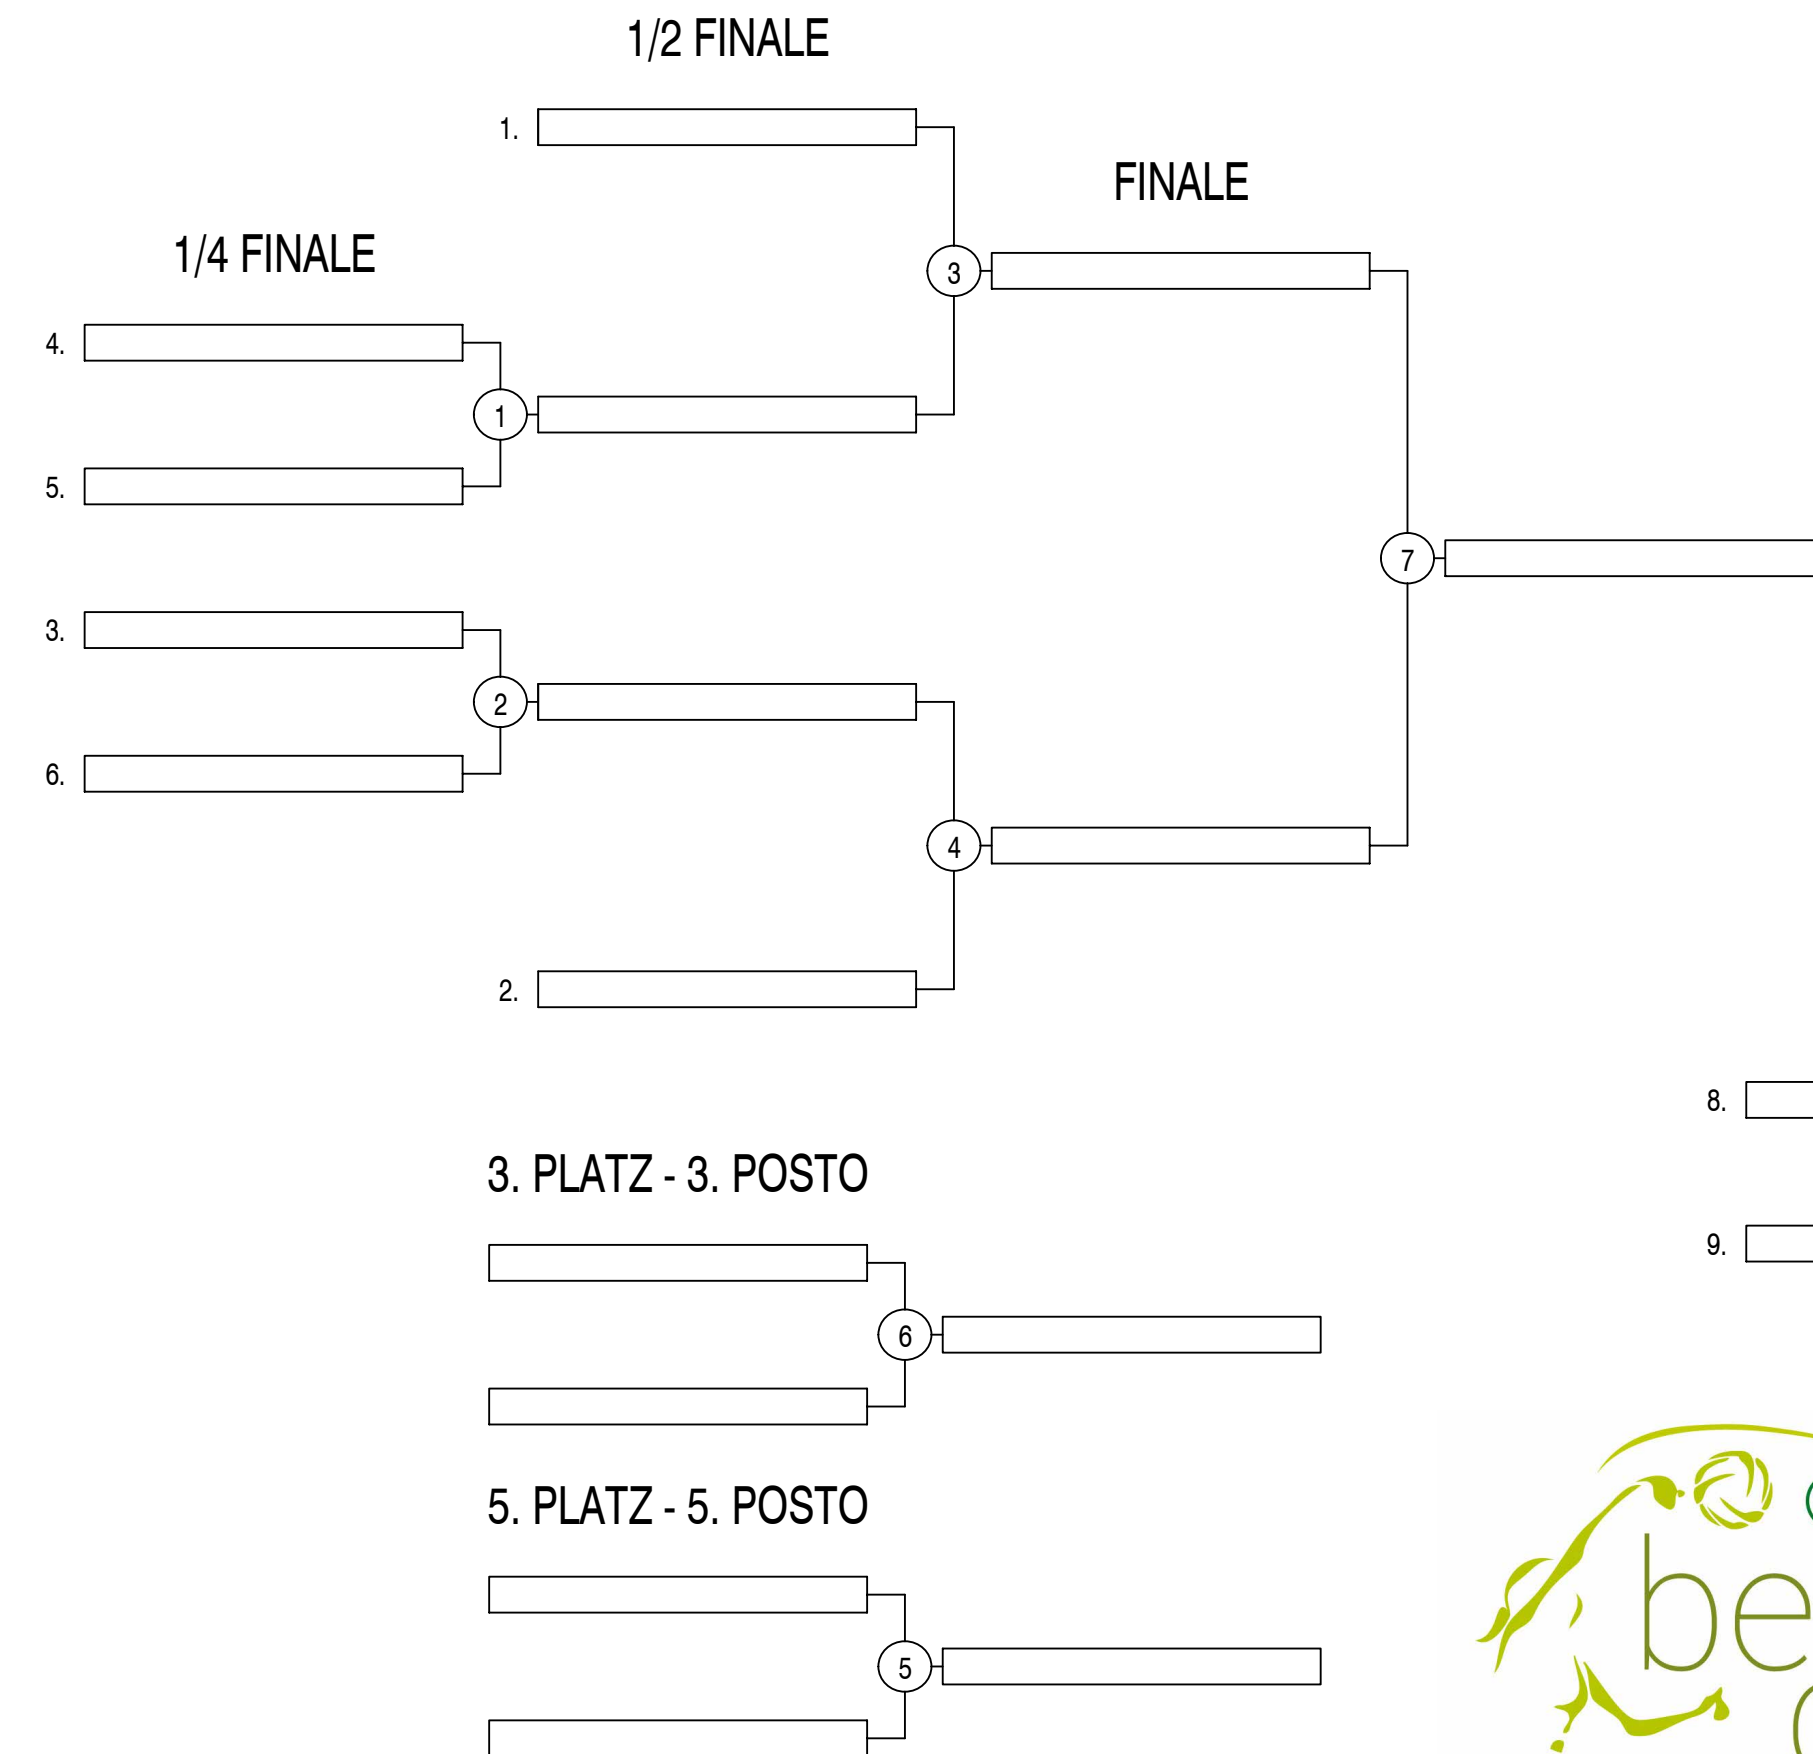 1/2 FINALE
1.
FINALE
1/4 FINALE
3
4.
1
5.
7
3.
2
6.
4
2.
8.
3. PLATZ - 3. POSTO
9.
6
5. PLATZ - 5. POSTO
be
5